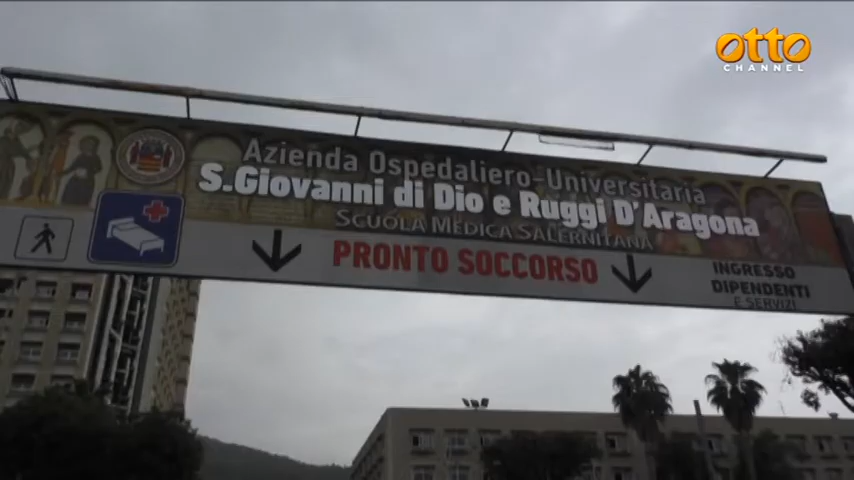 otto
CHANNEL
Azienda Ospedaliero-Universitaria
S.Giovanni di Dio e Ruggi D'Aragona
SCUOLA MEDICA SALERNITANA
PRONTO SOCCORSO
INGRESSO
DIPENDENTI
E SERVIZI